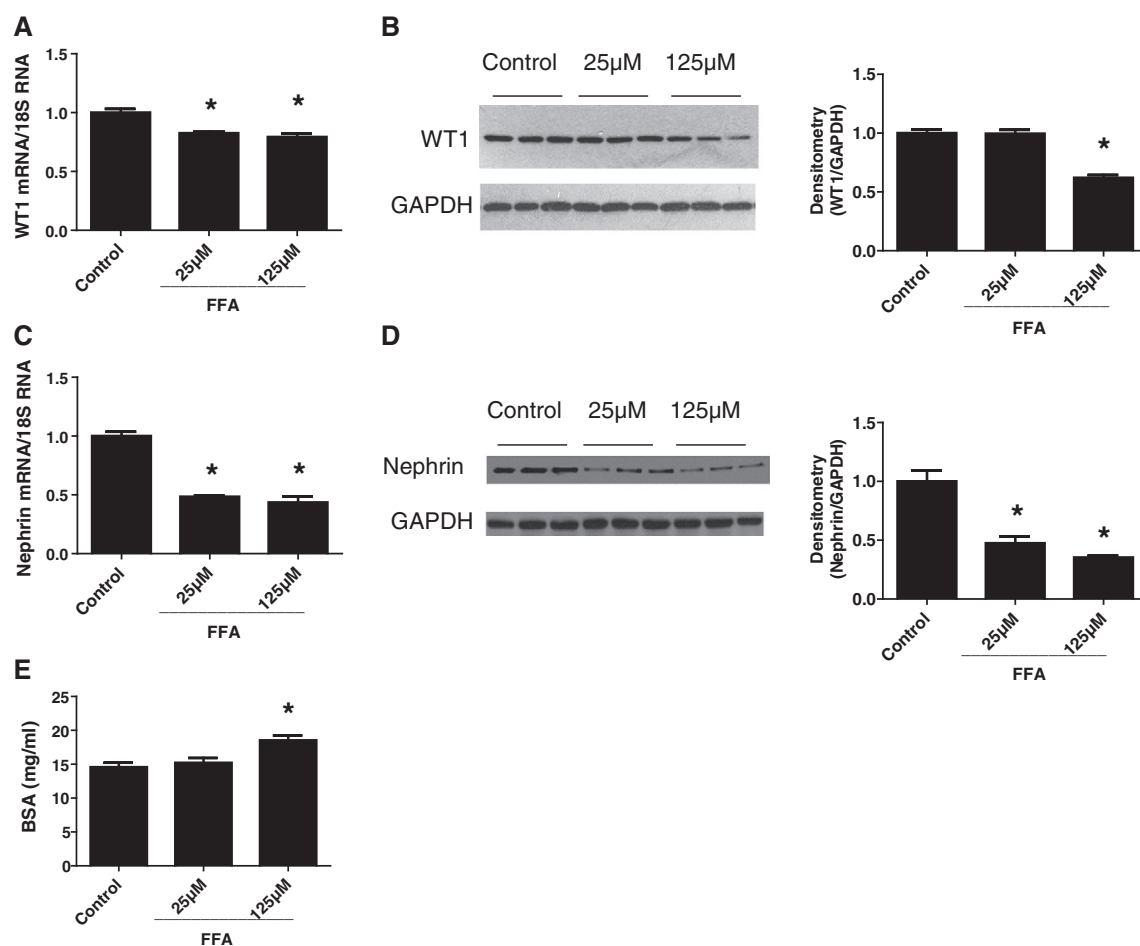 A
WT1 mRNA/18S RNA
1.5
1.0
0.5
0.0
*
*
Control
25µM
125µM
FFA
B
Control
25µM
125µM
WT1
GAPDH
Densitometry
(WT1/GAPDH)
1.5
1.0
0.5
0.0
*
Control
25µM
125µM
FFA
C
Nephrin mRNA/18S RNA
1.5
1.0
0.5
0.0
*
*
Control
25µM
125µM
FFA
D
Control
25µM
125µM
Nephrin
GAPDH
Densitometry
(Nephrin/GAPDH)
1.5
1.0
0.5
0.0
*
*
Control
25µM
125µM
FFA
E
BSA (mg/ml)
25
20
15
10
5
0
*
Control
25µM
125µM
FFA